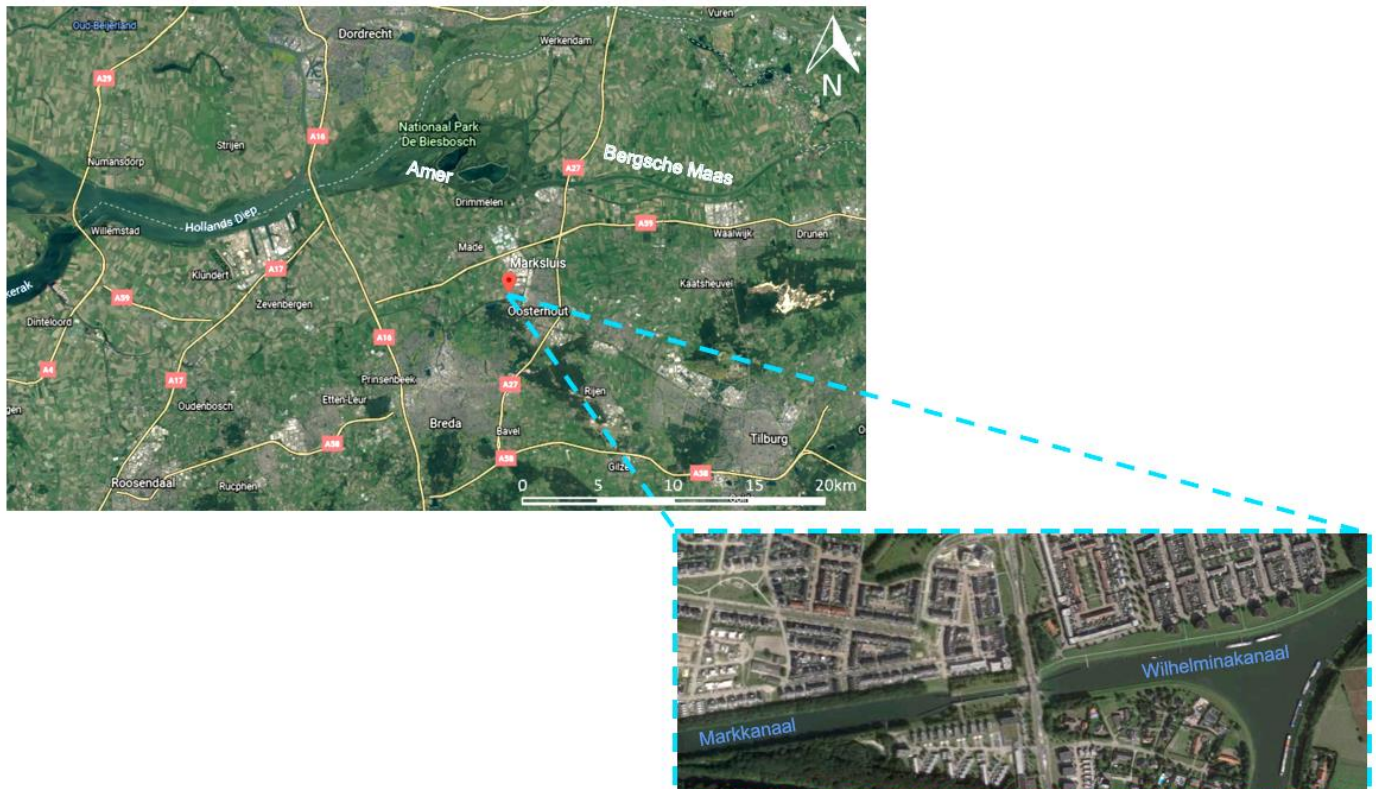 Oud-Beijerland
Dordrecht
Vuren
Werkendam
N
A29
A16
Nationaal Park
De Biesbosch
Strijen
Numansdorp
Amer
A27
Bergsche Maas
Drimmelen
Hollands Diep
Willemstad
A59
Waalwijk
Drunen
Made
Marksluis
Klundert
A17
Kaatsheuvel
kerak
A59
Zevenbergen
Oosterhout
Dinteloord
A16
A4
A17
Prinsenbeek
A27
Rijen
Etten-Leur
Oudenbosch
Breda
Bavel
Tilburg
gen
A58
A58
Gilze
A58
Roosendaal
Rucphen
0 5 10 15 20km
Wilhelminakanaal
Markkanaal